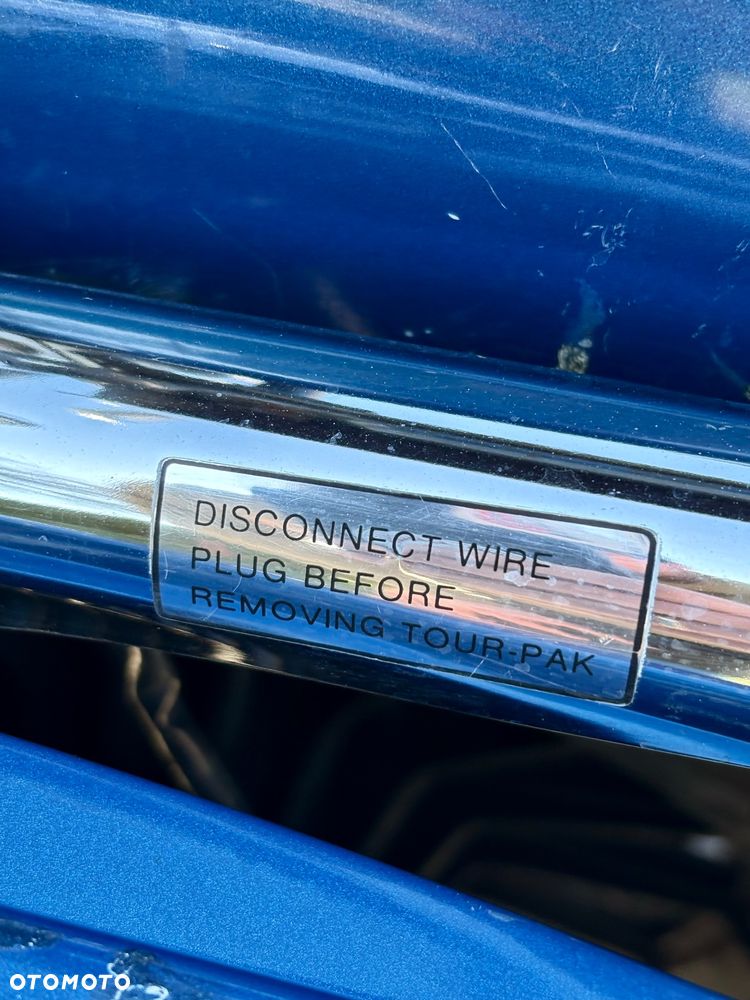 DISCONNECT WIRE
PLUG BEFORE
REMOVING TOUR-PAK
OTOMOTO